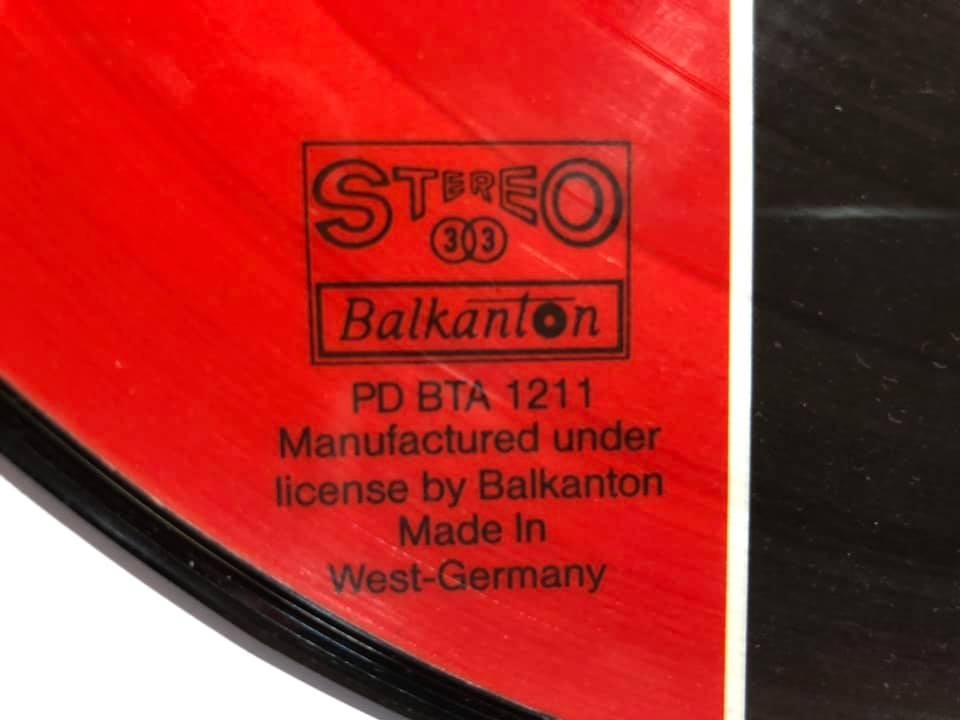 STEREO
33
Balkanton
PD BTA 1211
Manufactured under
license by Balkanton
Made In
West-Germany